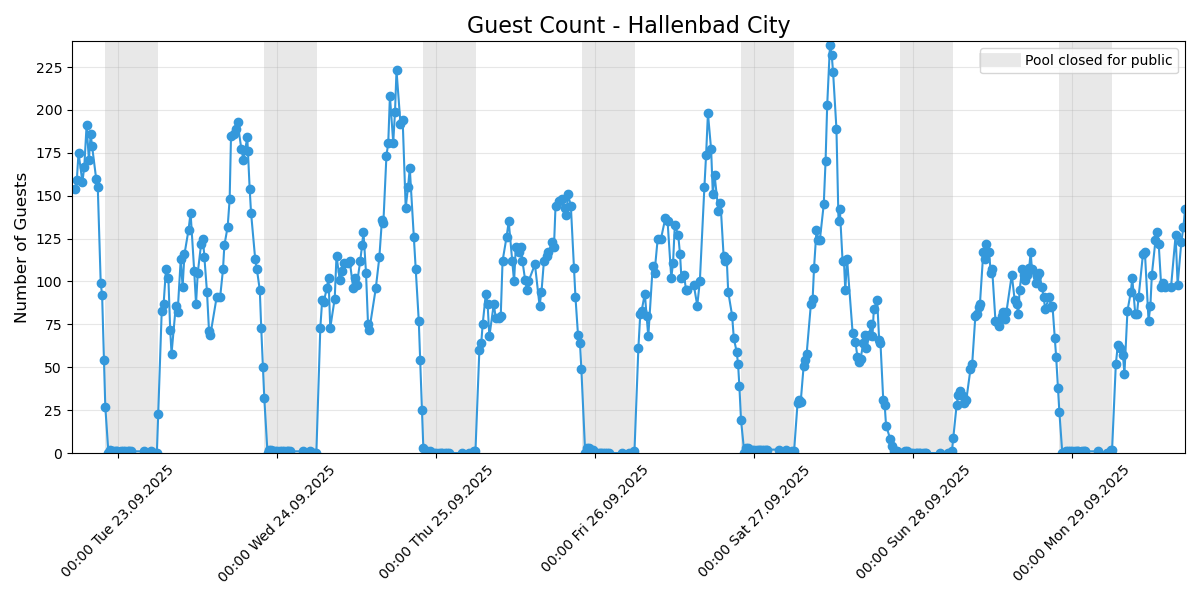 Guest Count - Hallenbad City
Pool closed for public
Number of Guests
225
200
175
150
125
100
75
50
25
0
00:00 Tue 23.09.2025
00:00 Wed 24.09.2025
00:00 Thu 25.09.2025
00:00 Fri 26.09.2025
00:00 Sat 27.09.2025
00:00 Sun 28.09.2025
00:00 Mon 29.09.2025